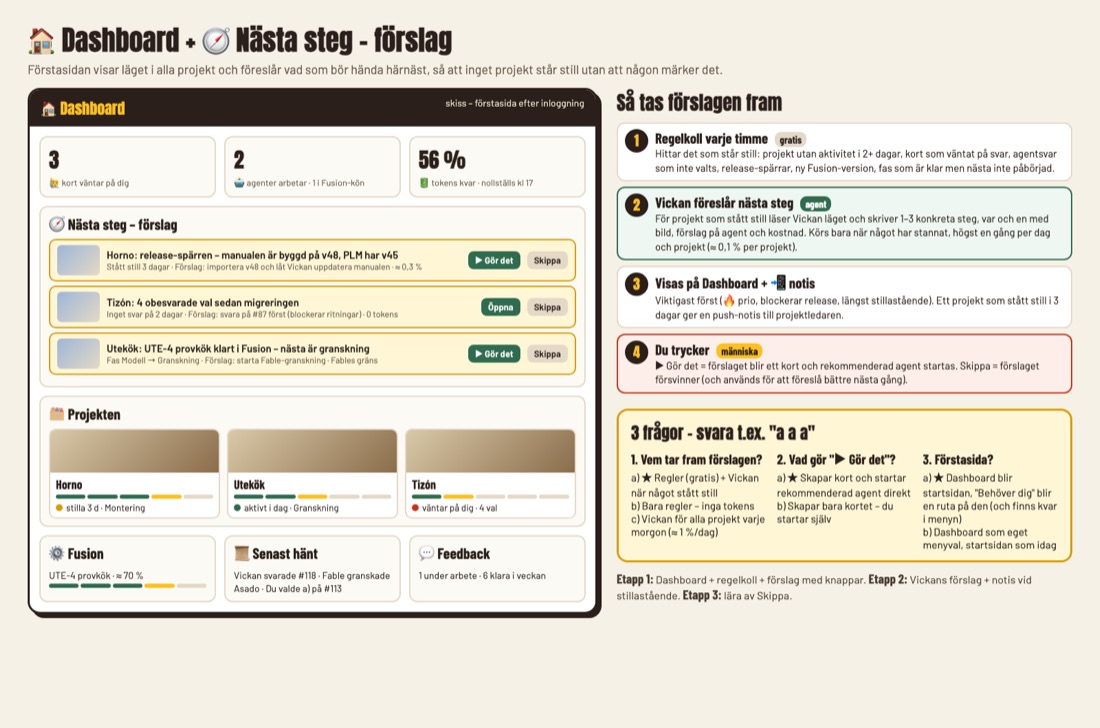 🏠 Dashboard + 🧭 Nästa steg - förslag
Förstasidan visar läget i alla projekt och föreslår vad som bör hända härnäst, så att inget projekt står still utan att någon märker det.
🏠 Dashboard
skiss – förstasida efter inloggning
3
🙋 kort väntar på dig
2
🤖 agenter arbetar · 1 i Fusion-kön
56 %
🔋 tokens kvar · nollställs kl 17
🧭 Nästa steg – förslag
Horno: release-spärren – manualen är byggd på v48, PLM har v45
Stått still 3 dagar · Förslag: importera v48 och låt Vickan uppdatera manualen · ≈ 0,3 %
▶ Gör det
Skippa
Tizón: 4 obesvarade val sedan migreringen
Inget svar på 2 dagar · Förslag: svara på #87 först (blockerar ritningar) · 0 tokens
Öppna
Skippa
Utekök: UTE-4 provkök klart i Fusion – nästa är granskning
Fas Modell → Granskning · Förslag: starta Fable-granskning · Fables gräns
▶ Gör det
Skippa
🗂️ Projekten
Horno
stilla 3 d · Montering
Utekök
aktivt i dag · Granskning
Tizón
väntar på dig · 4 val
⚙️ Fusion
UTE-4 provkök · ≈ 70 %
📜 Senast hänt
Vickan svarade #118 · Fable granskade
Asado · Du valde a) på #113
💬 Feedback
1 under arbete · 6 klara i veckan
Så tas förslagen fram
1 Regelkoll varje timme gratis
Hittar det som står still: projekt utan aktivitet i 2+ dagar, kort som väntat på svar, agentsvar
som inte valts, release-spärrar, ny Fusion-version, fas som är klar men nästa inte påbörjad.
2 Vickan föreslår nästa steg agent
För projekt som stått still läser Vickan läget och skriver 1–3 konkreta steg, var och en med
bild, förslag på agent och kostnad. Körs bara när något har stannat, högst en gång per dag
och projekt (≈ 0,1 % per projekt).
3 Visas på Dashboard + 📲 notis
Viktigast först (🔥 prio, blockerar release, längst stillastående). Ett projekt som stått still i 3
dagar ger en push-notis till projektledaren.
4 Du trycker människa
▶ Gör det = förslaget blir ett kort och rekommenderad agent startas. Skippa = förslaget
försvinner (och används för att föreslå bättre nästa gång).
3 frågor - svara t.ex. "a a a"
1. Vem tar fram förslagen?
a) ★ Regler (gratis) + Vickan
när något stått still
b) Bara regler – inga tokens
c) Vickan för alla projekt varje
morgon (≈ 1 %/dag)
2. Vad gör "▶ Gör det"?
a) ★ Skapar kort och startar
rekommenderad agent direkt
b) Skapar bara kortet – du
startar själv
3. Förstasida?
a) ★ Dashboard blir
startsidan, "Behöver dig" blir
en ruta på den (och finns kvar
i menyn)
b) Dashboard som eget
menyval, startsidan som idag
Etapp 1: Dashboard + regelkoll + förslag med knappar. Etapp 2: Vickans förslag + notis vid
stillastående. Etapp 3: lära av Skippa.